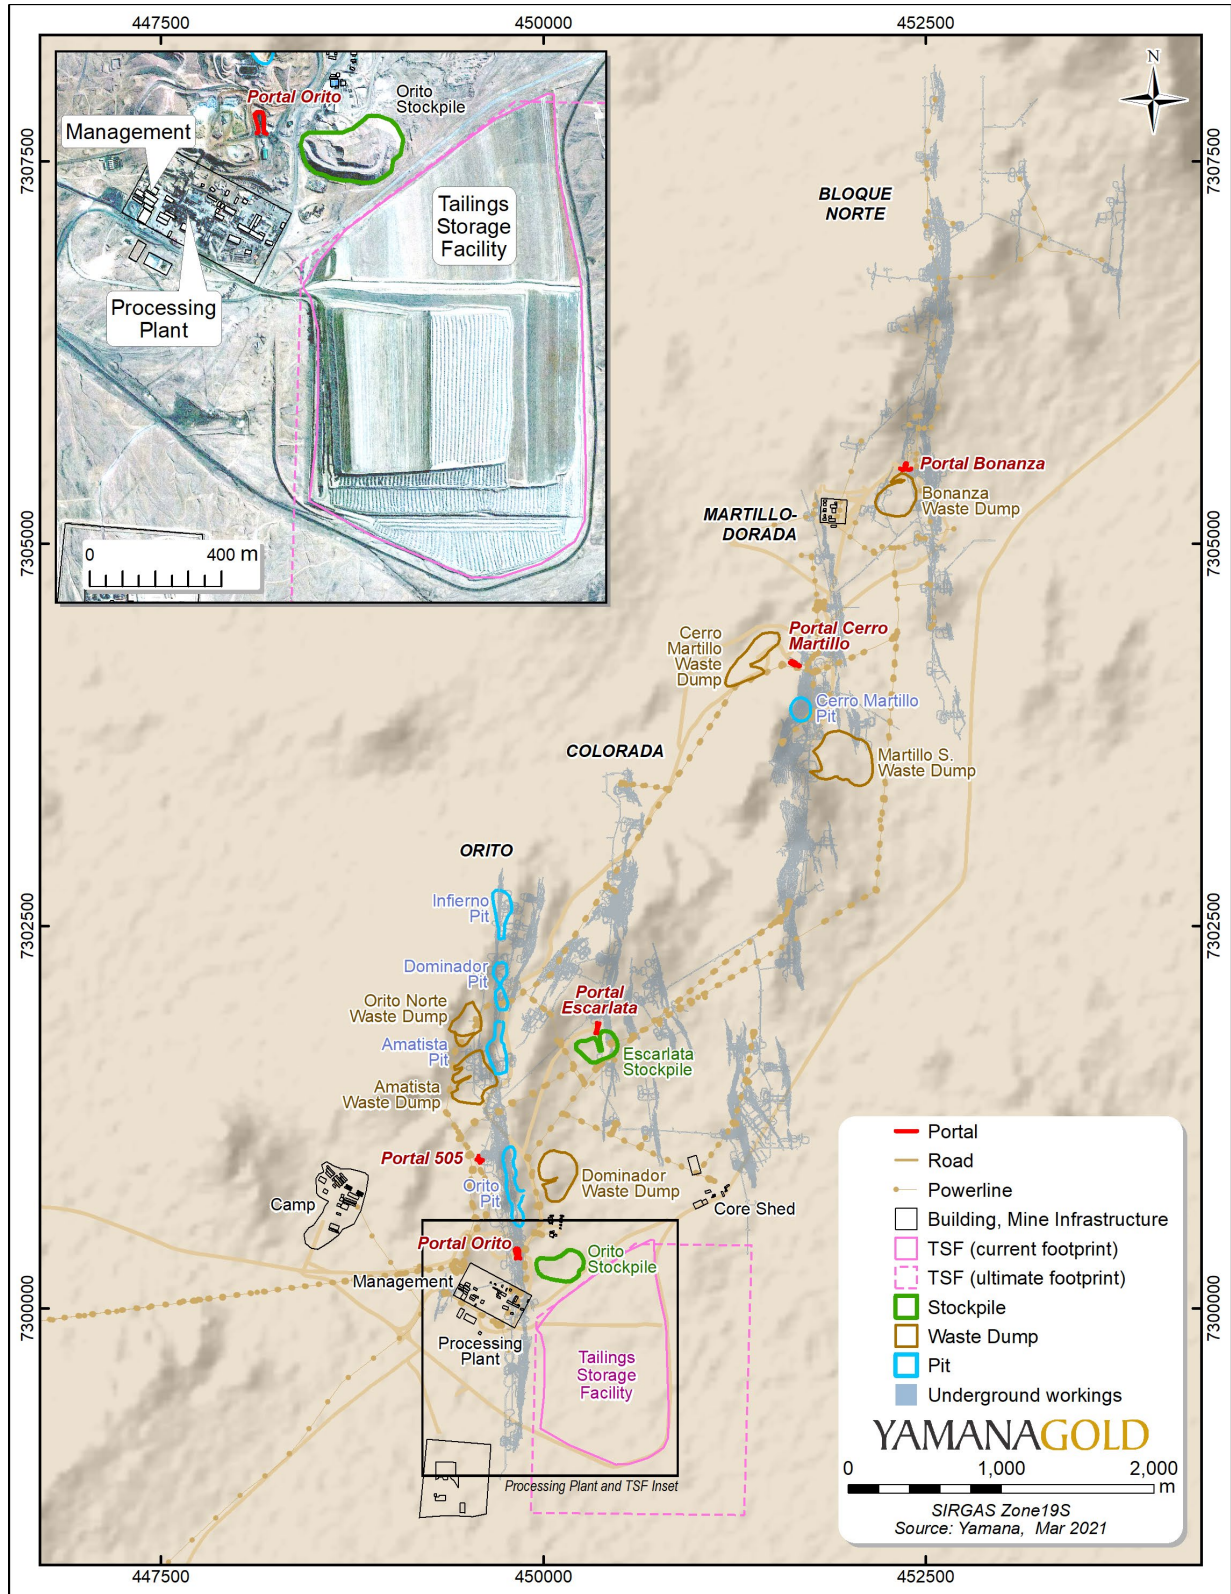 447500
450000
452500
7307500
7305000
7302500
7300000
7307500
7305000
7302500
7300000
447500
450000
452500
N
Portal Orito
Orito
Stockpile
Management
Tailings
Storage
Facility
Processing
Plant
0
400 m
BLOQUE
NORTE
Portal Bonanza
Bonanza
Waste Dump
MARTILLO-
DORADA
Cerro
Martillo
Waste
Dump
Portal Cerro
Martillo
Cerro Martillo
Pit
Martillo S.
Waste Dump
COLORADA
ORITO
Infierno
Pit
Dominador
Pit
Orito Norte
Waste Dump
Amatista
Pit
Amatista
Waste Dump
Portal
Escarlata
Escarlata
Stockpile
Portal 505
Orito
Pit
Dominador
Waste Dump
Camp
Core Shed
Portal Orito
Orito
Stockpile
Management
Processing
Plant
Tailings
Storage
Facility
Processing Plant and TSF Inset
Portal
Road
Powerline
Building, Mine Infrastructure
TSF (current footprint)
TSF (ultimate footprint)
Stockpile
Waste Dump
Pit
Underground workings
YAMANAGOLD
0
1,000
2,000
m
SIRGAS Zone19S
Source: Yamana, Mar 2021